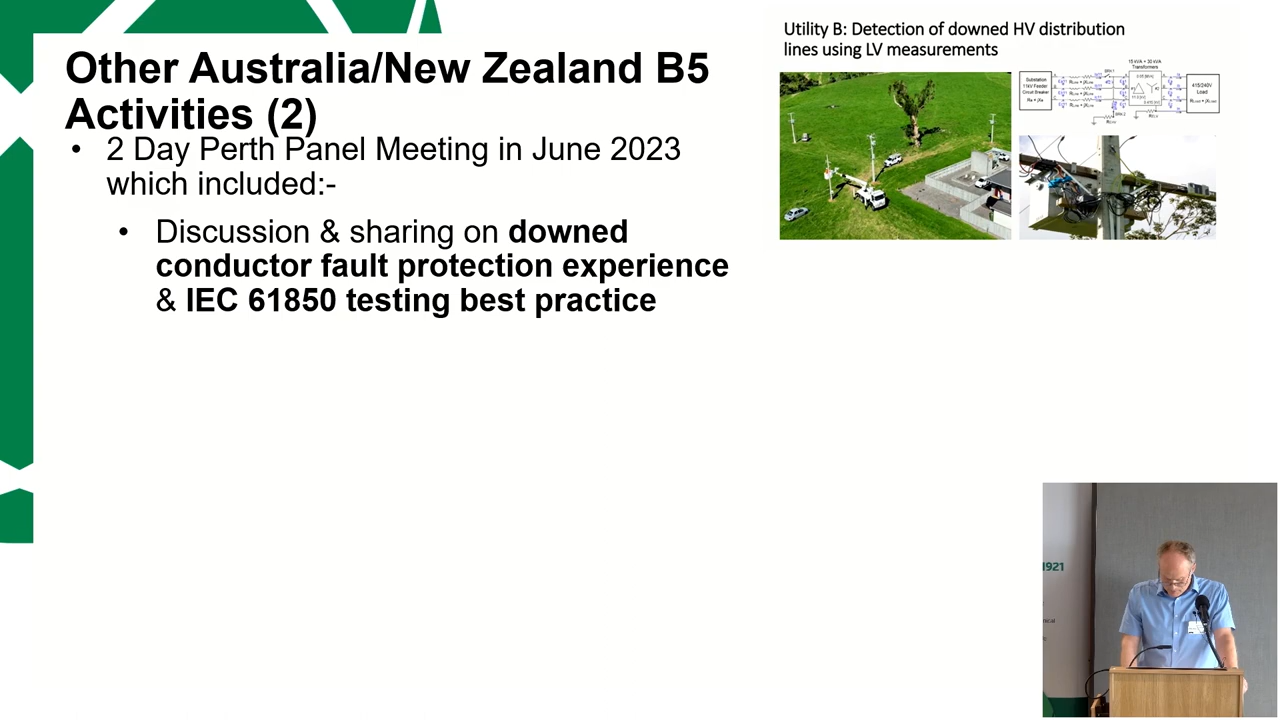 Other Australia/New Zealand B5
Activities (2)
• 2 Day Perth Panel Meeting in June 2023
which included:-
• Discussion & sharing on downed
conductor fault protection experience
& IEC 61850 testing best practice
Utility B: Detection of downed HV distribution
lines using LV measurements
Transformers
Substation
11kV Feeder
Circuit Breaker
415/240V
Load
1921